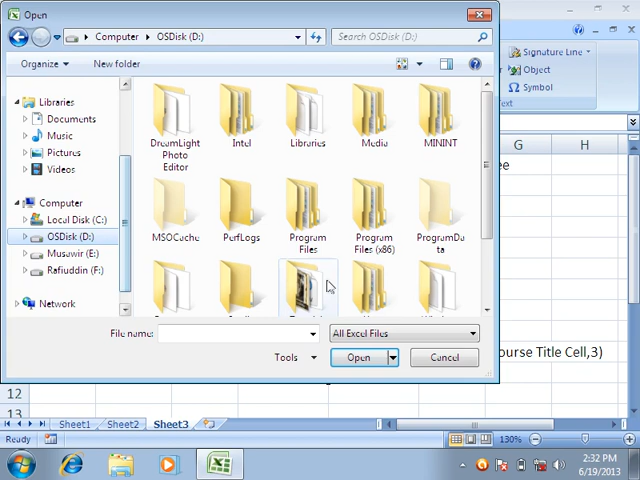 Open
Computer
OSDisk (D:)
Search OSDisk (D:)
Organize
New folder
Signature Line
Object
Symbol
Libraries
Documents
Music
Pictures
Videos
Computer
Local Disk (C:)
OSDisk (D:)
Musawir (E:)
Rafiuddin (F:)
Network
DreamLight
Photo
Editor
Intel
Libraries
Media
MININT
MSOCache
PerfLogs
Program
Files
Program
Files (x86)
ProgramDa
ta
File name:
All Excel Files
Tools
Open
Cancel
G
H
ourse Title Cell,3)
12
13
Sheet1
Sheet2
Sheet3
Ready
130%
2:32 PM
6/19/2013